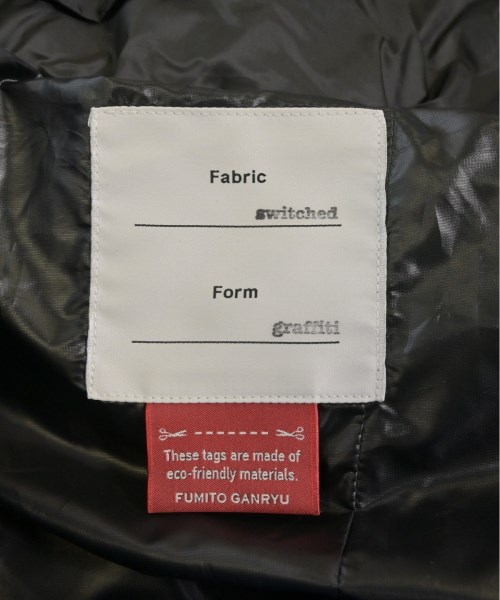 Fabric
switched
Form
graffiti
These tags are made of
eco-friendly materials.
FUMITO GANRYU